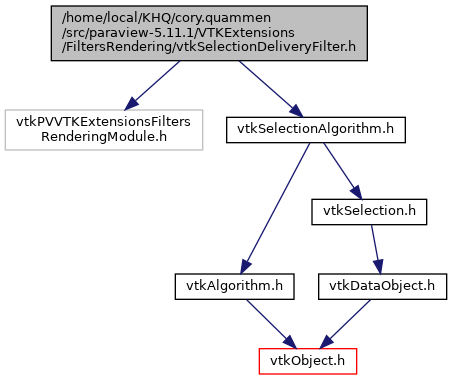 /home/local/KHQ/cory.quammen
/src/paraview-5.11.1/VTKExtensions
/FiltersRendering/vtkSelectionDeliveryFilter.h
vtkPVVTKExtensionsFilters
RenderingModule.h
vtkSelectionAlgorithm.h
vtkSelection.h
vtkAlgorithm.h
vtkDataObject.h
vtkObject.h